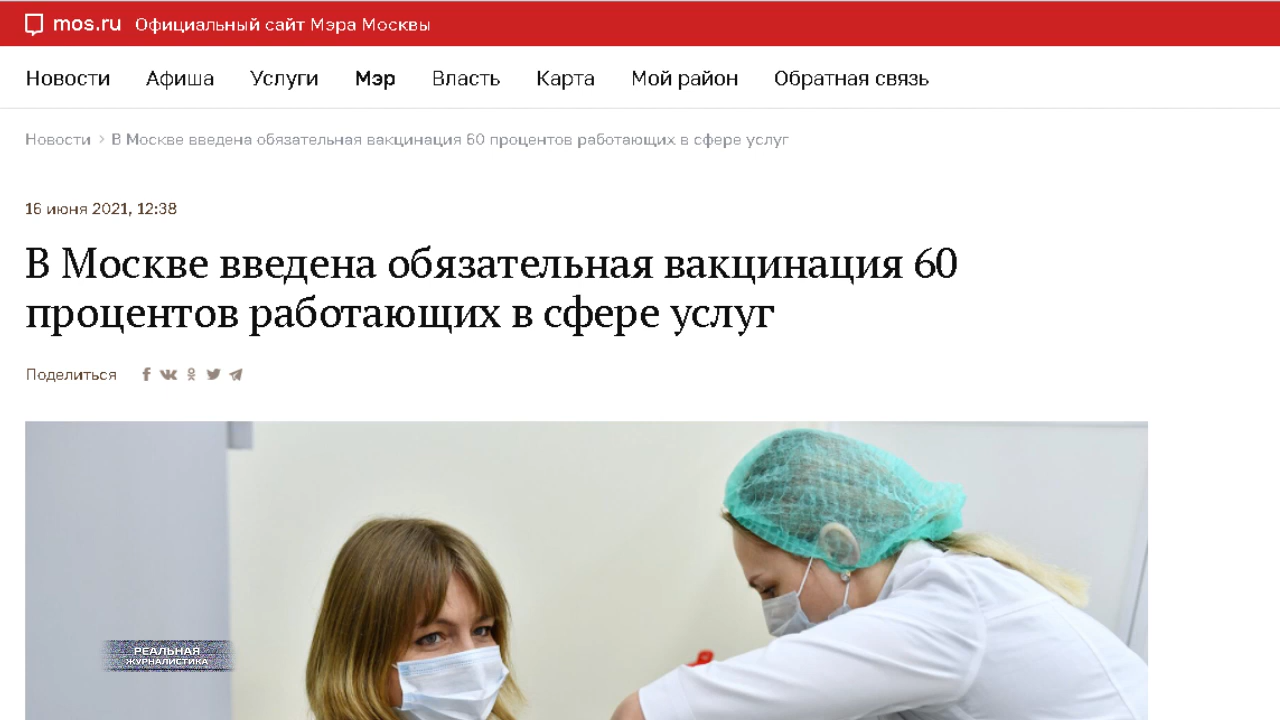 mos.ru Официальный сайт Мэра Москвы
Новости Афиша Услуги Мэр Власть Карта Мой район Обратная связь
Новости > В Москве введена обязательная вакцинация 60 процентов работающих в сфере услуг
16 июня 2021, 12:38
В Москве введена обязательная вакцинация 60
процентов работающих в сфере услуг
Поделиться
РЕАЛЬНАЯ
ЖУРНАЛИСТИКА